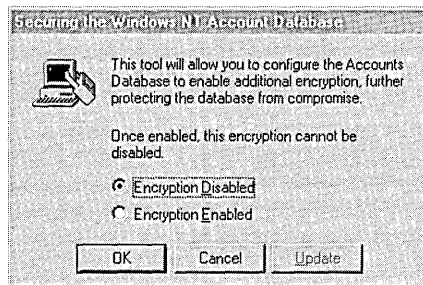 Securing the Windows NT Account Database
This tool will allow you to configure the Accounts
Database to enable additional encryption, further
protecting the database from compromise.
Once enabled, this encryption cannot be
disabled.
Encryption Disabled
Encryption Enabled
OK Cancel Update